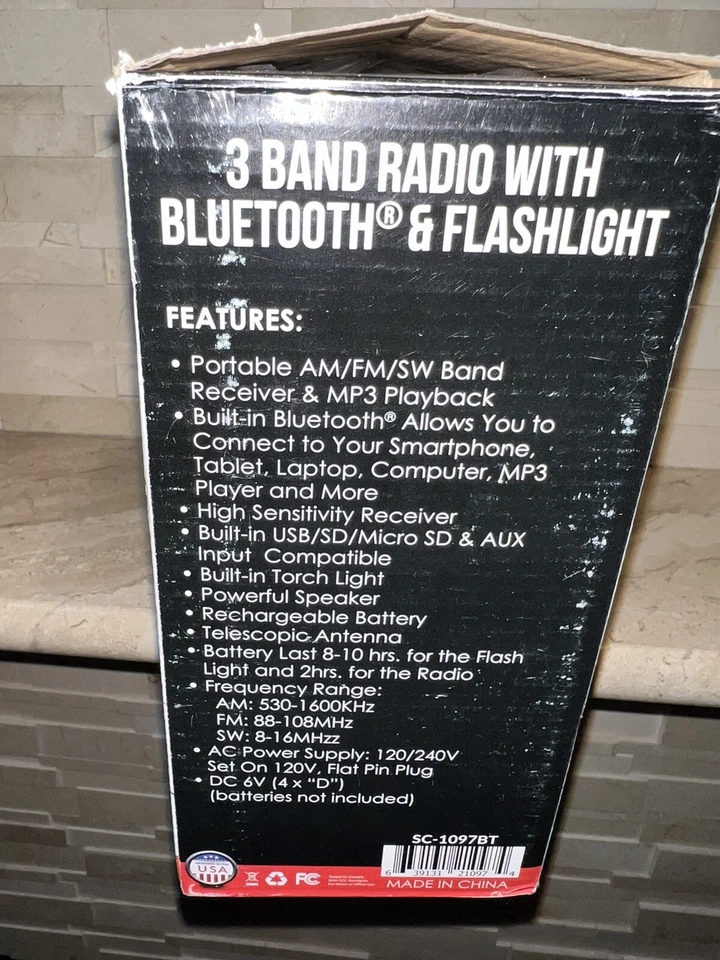 3 BAND RADIO WITH
BLUETOOTH® & FLASHLIGHT
FEATURES:
• Portable AM/FM/SW Band
Receiver & MP3 Playback
• Built-in Bluetooth® Allows You to
Connect to Your Smartphone,
Tablet, Laptop, Computer, MP3
Player and More
• High Sensitivity Receiver
• Built-in USB/SD/Micro SD & AUX
Input Compatible
• Built-in Torch Light
• Powerful Speaker
• Rechargeable Battery
• Telescopic Antenna
• Battery Last 8-10 hrs. for the Flash
Light and 2hrs. for the Radio
• Frequency Range:
AM: 530-1600KHz
FM: 88-108MHz
SW: 8-16MHzz
• AC Power Supply: 120/240V
Set On 120V, Flat Pin Plug
• DC 6V (4 x "D")
(batteries not included)
SC-1097BT
6 39131 21097 4
USA
FC
MADE IN CHINA